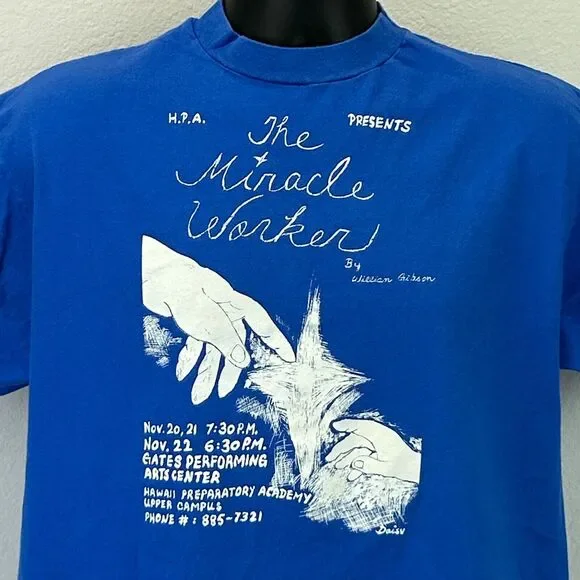 H.P.A. PRESENTS
The
Miracle
Worker
By
William Gibson
Nov. 20, 21 7:30 P.M.
Nov. 22 6:30 P.M.
GATES PERFORMING
ARTS CENTER
HAWAII PREPARATORY ACADEMY
UPPER CAMPUS
PHONE # : 885-7321
Daisy